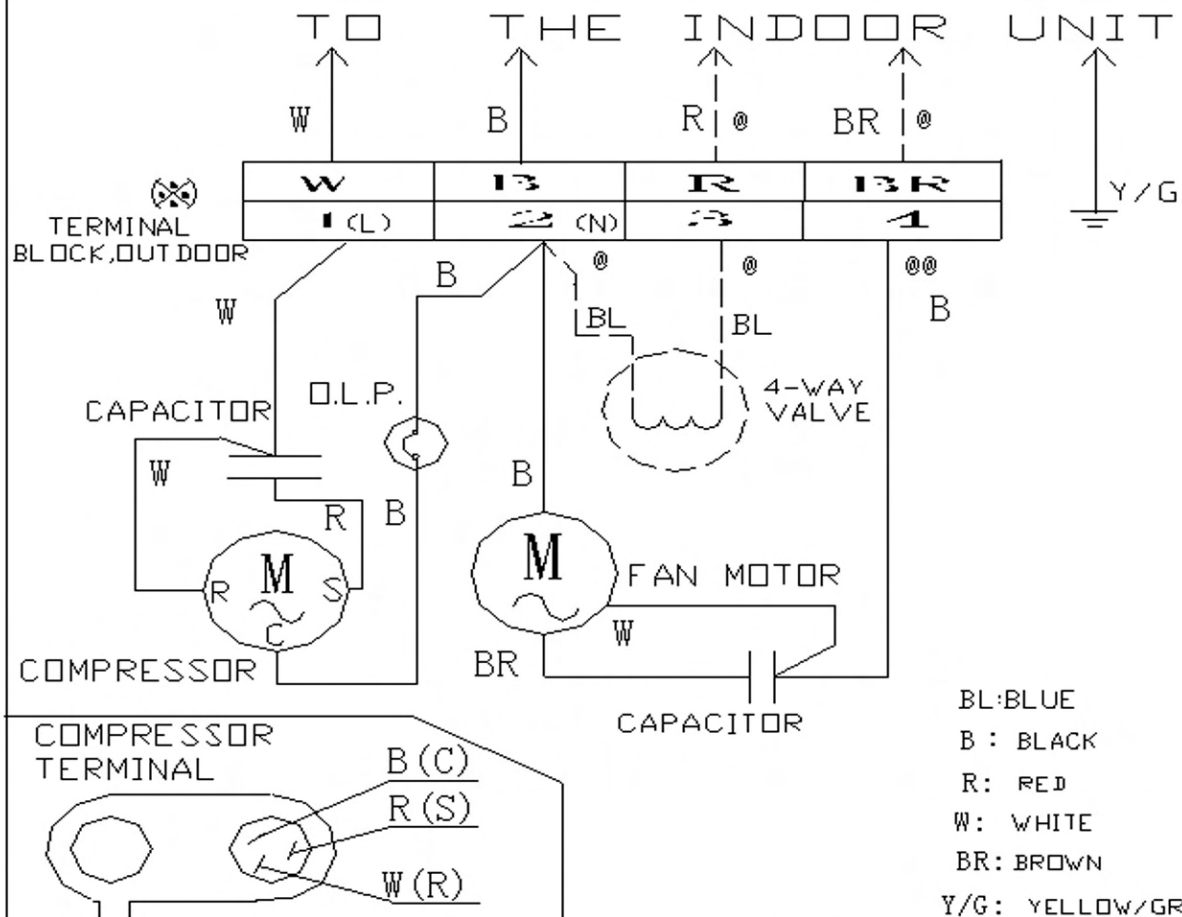 TO THE INDOOR UNIT
W B R @ BR @
W B R BR
Y/G
TERMINAL
BLOCK,OUTDOOR
1(L) 2 (N) 3 4
B @ @ @@
W B
BL BL
O.L.P.
4-WAY
VALVE
CAPACITOR
W B
R B
M M FAN MOTOR
R S
C W
COMPRESSOR BR
CAPACITOR
BL:BLUE
COMPRESSOR
TERMINAL
B : BLACK
B(C)
R: RED
R(S)
W: WHITE
BR: BROWN
W(R)
Y/G: YELLOW/GR